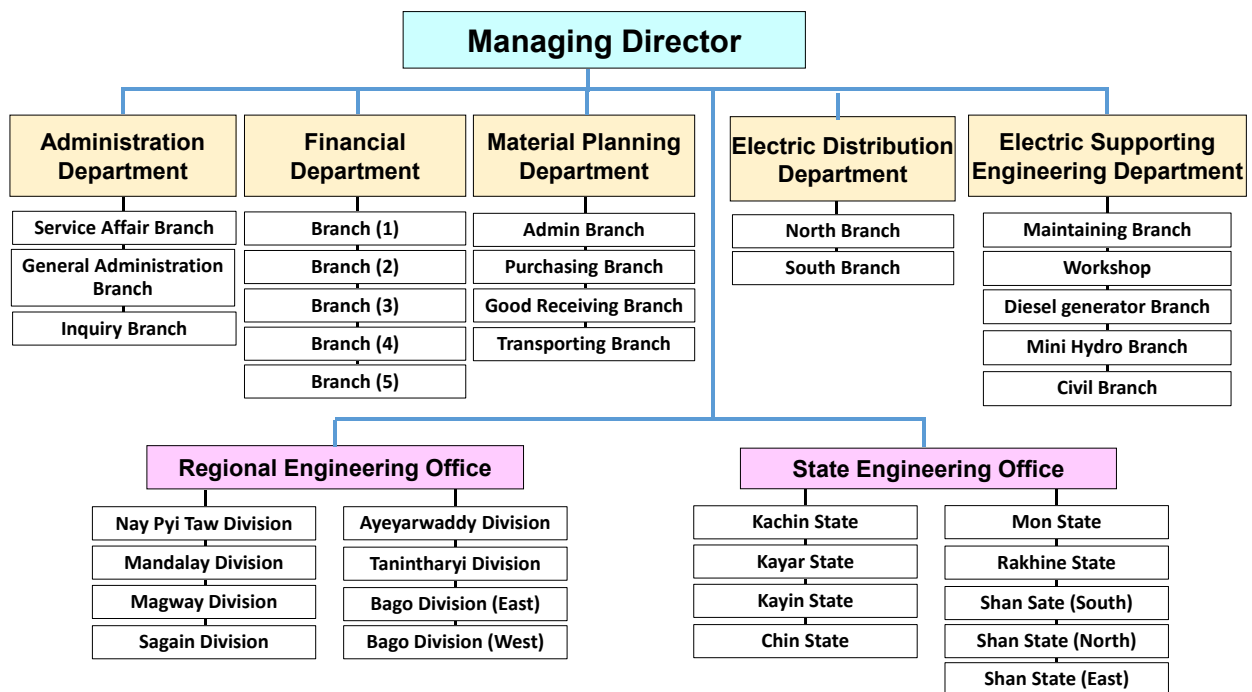 Managing Director
Administration
Department
Financial
Department
Material Planning
Department
Electric Distribution
Department
Electric Supporting
Engineering Department
Service Affair Branch
General Administration
Branch
Inquiry Branch
Branch (1)
Branch (2)
Branch (3)
Branch (4)
Branch (5)
Admin Branch
Purchasing Branch
Good Receiving Branch
Transporting Branch
North Branch
South Branch
Maintaining Branch
Workshop
Diesel generator Branch
Mini Hydro Branch
Civil Branch
Regional Engineering Office
Nay Pyi Taw Division
Mandalay Division
Magway Division
Sagain Division
Ayeyarwaddy Division
Tanintharyi Division
Bago Division (East)
Bago Division (West)
State Engineering Office
Kachin State
Kayar State
Kayin State
Chin State
Mon State
Rakhine State
Shan Sate (South)
Shan State (North)
Shan State (East)